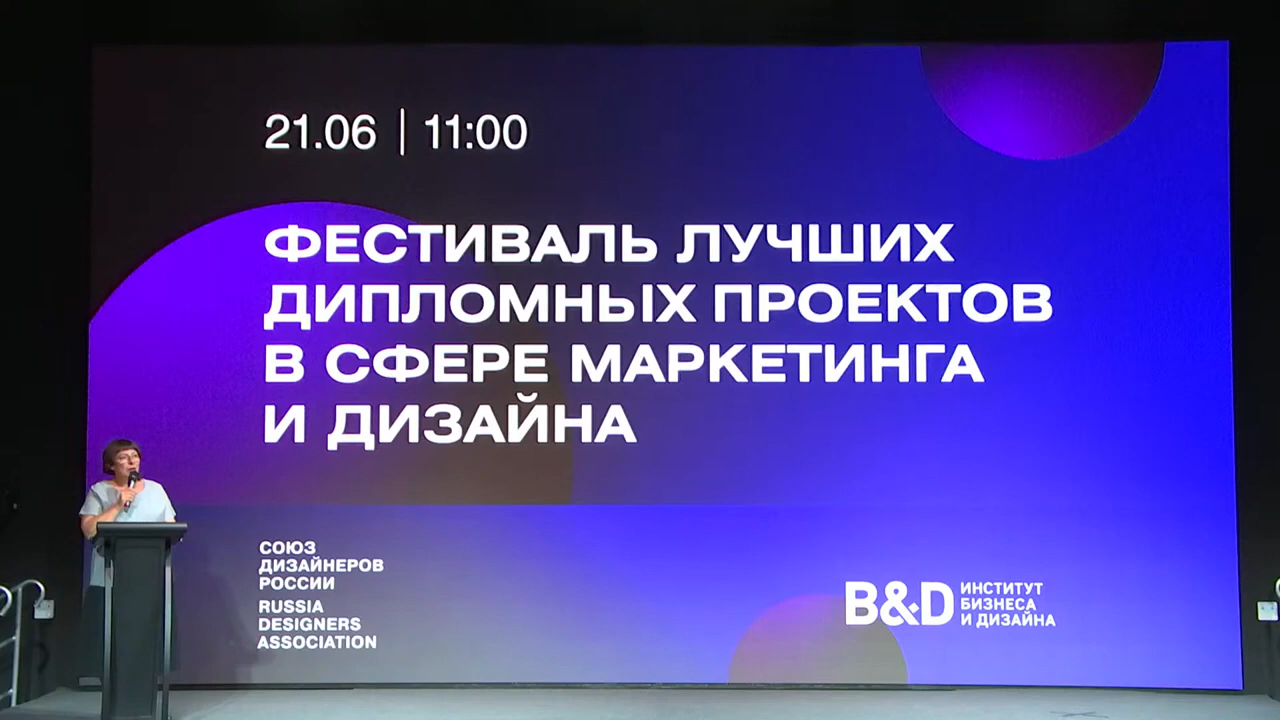 21.06 | 11:00
ФЕСТИВАЛЬ ЛУЧШИХ
ДИПЛОМНЫХ ПРОЕКТОВ
В СФЕРЕ МАРКЕТИНГА
И ДИЗАЙНА
СОЮЗ
ДИЗАЙНЕРОВ
РОССИИ
RUSSIA
DESIGNERS
ASSOCIATION
B&D
ИНСТИТУТ
БИЗНЕСА
И ДИЗАЙНА